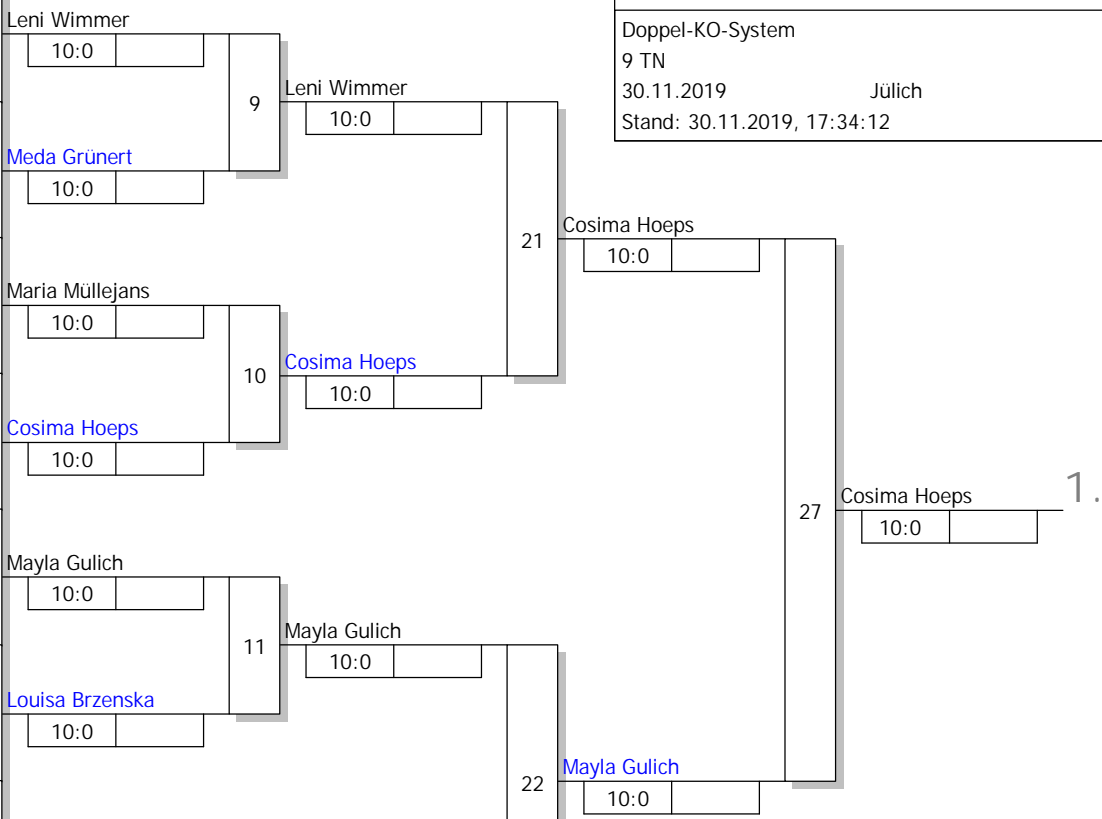 Doppel-KO-System
9 TN
30.11.2019 Jülich
Stand: 30.11.2019, 17:34:12
Leni Wimmer
10:0
9
Meda Grünert
10:0
Leni Wimmer
10:0
Maria Müllejans
10:0
10
Cosima Hoeps
10:0
Cosima Hoeps
10:0
21
Cosima Hoeps
10:0
Mayla Gulich
10:0
11
Louisa Brzenska
10:0
Mayla Gulich
10:0
22
Mayla Gulich
10:0
27
Cosima Hoeps
10:0
1.